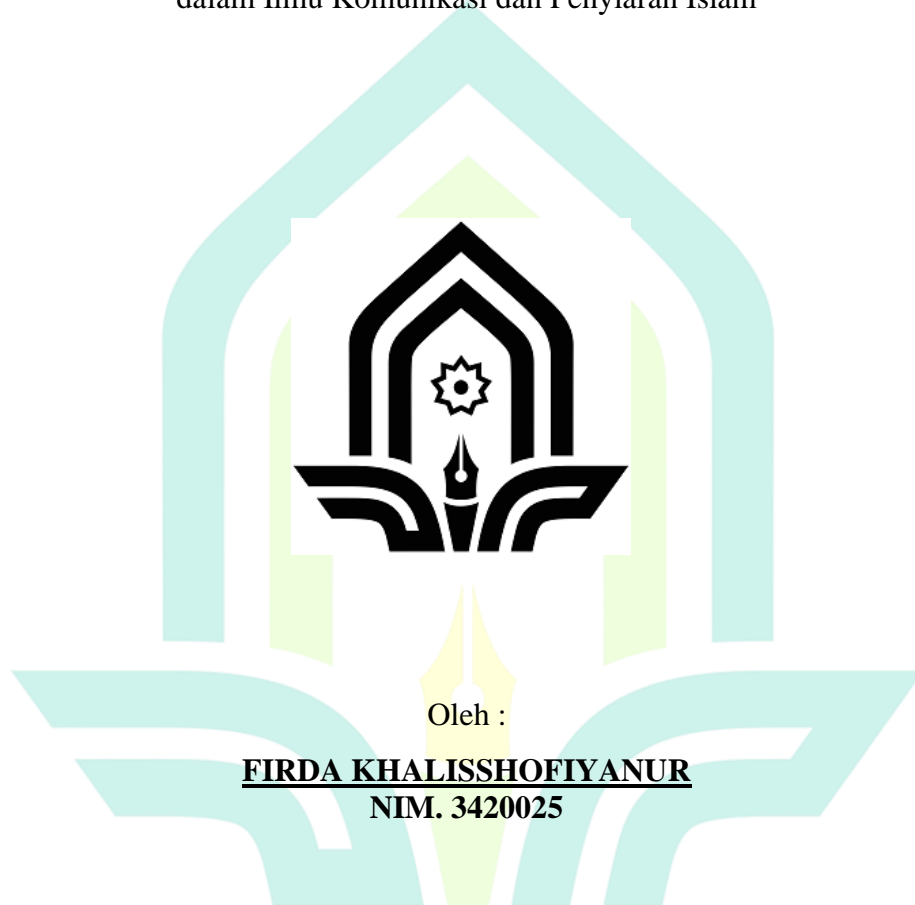 dalam Ilmu Komunikasi dan Penyiaran Islam
Oleh :
FIRDA KHALISSHOFIYANUR
NIM. 3420025